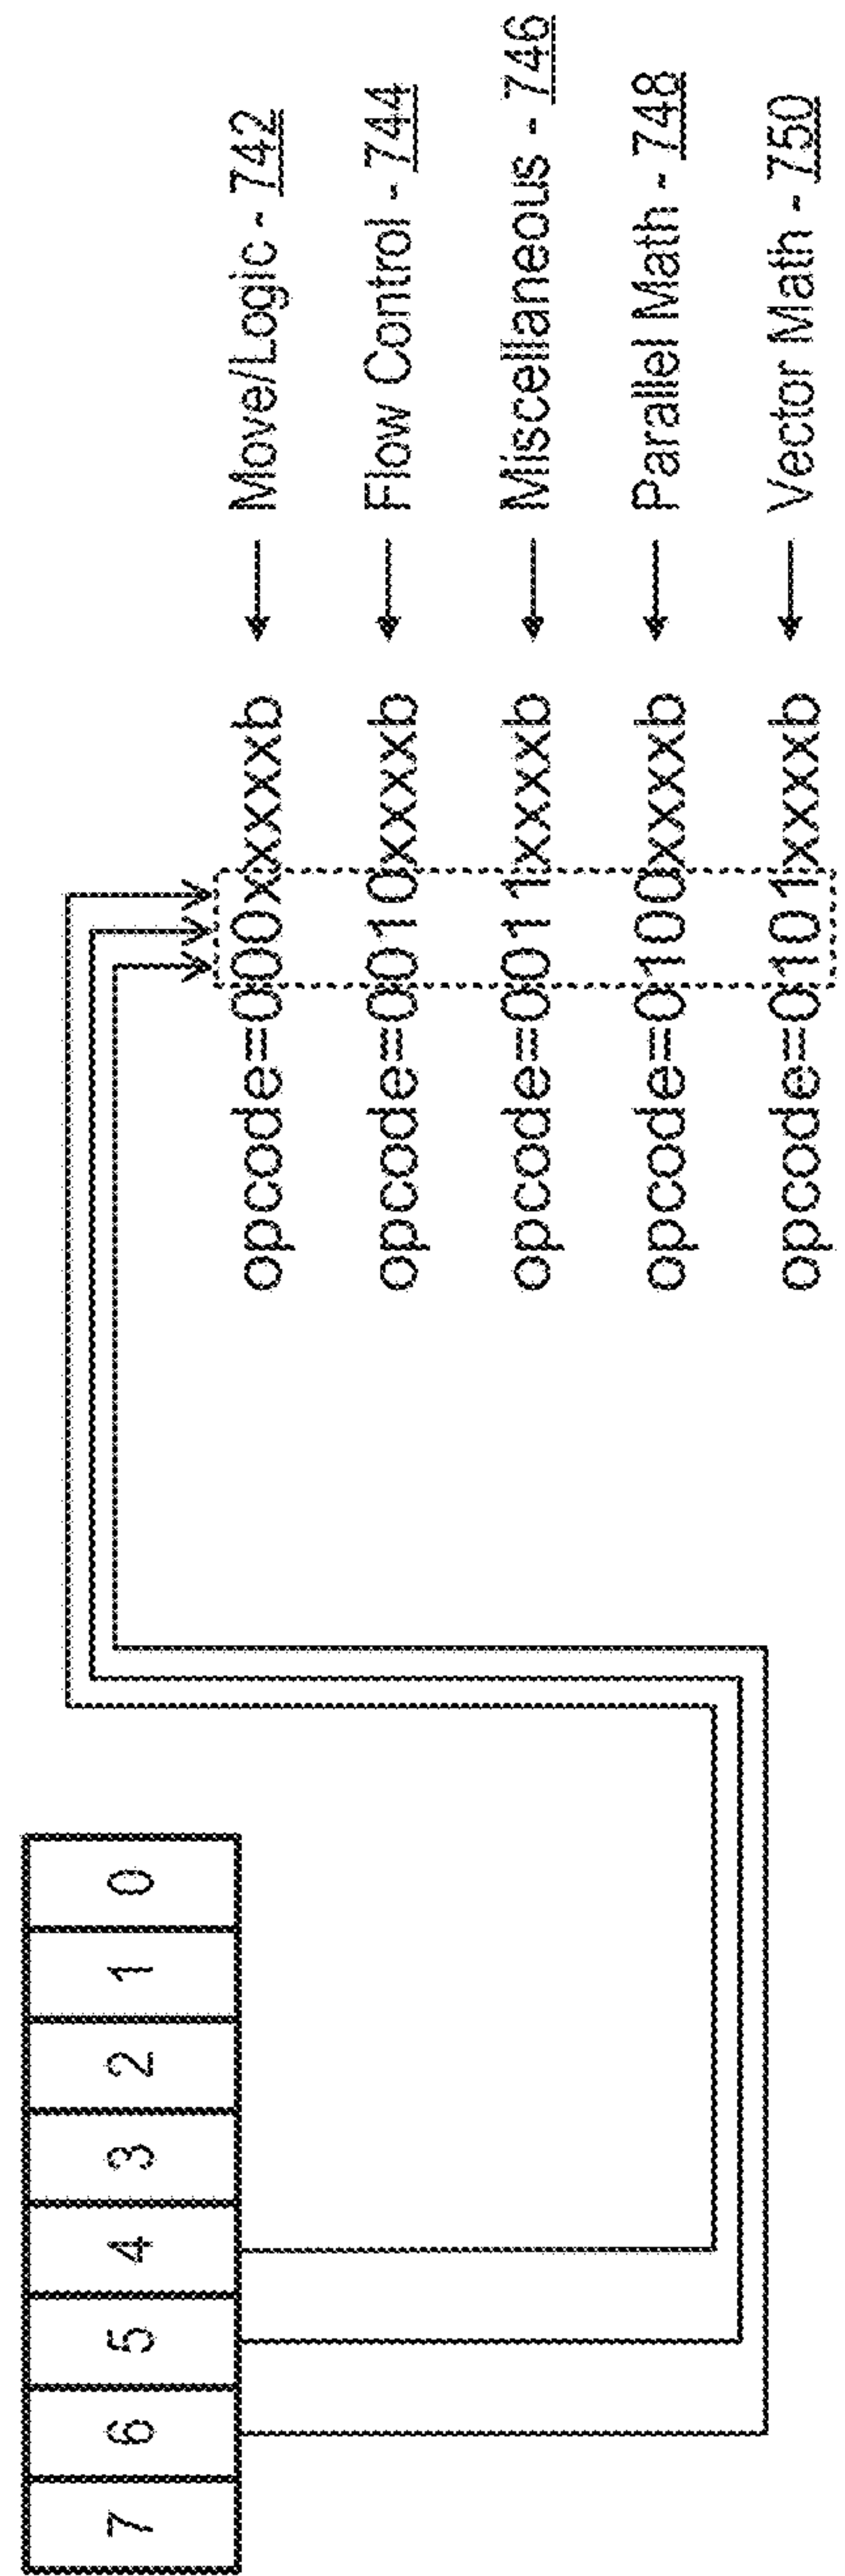 7 6 5 4 3 2 1 0
opcode=000xxxxxb Move/Logic - 742
opcode=0010xxxxb Flow Control - 744
opcode=0011xxxxb Miscellaneous - 746
opcode=0100xxxxb Parallel Math - 748
opcode=0101xxxxb Vector Math - 750